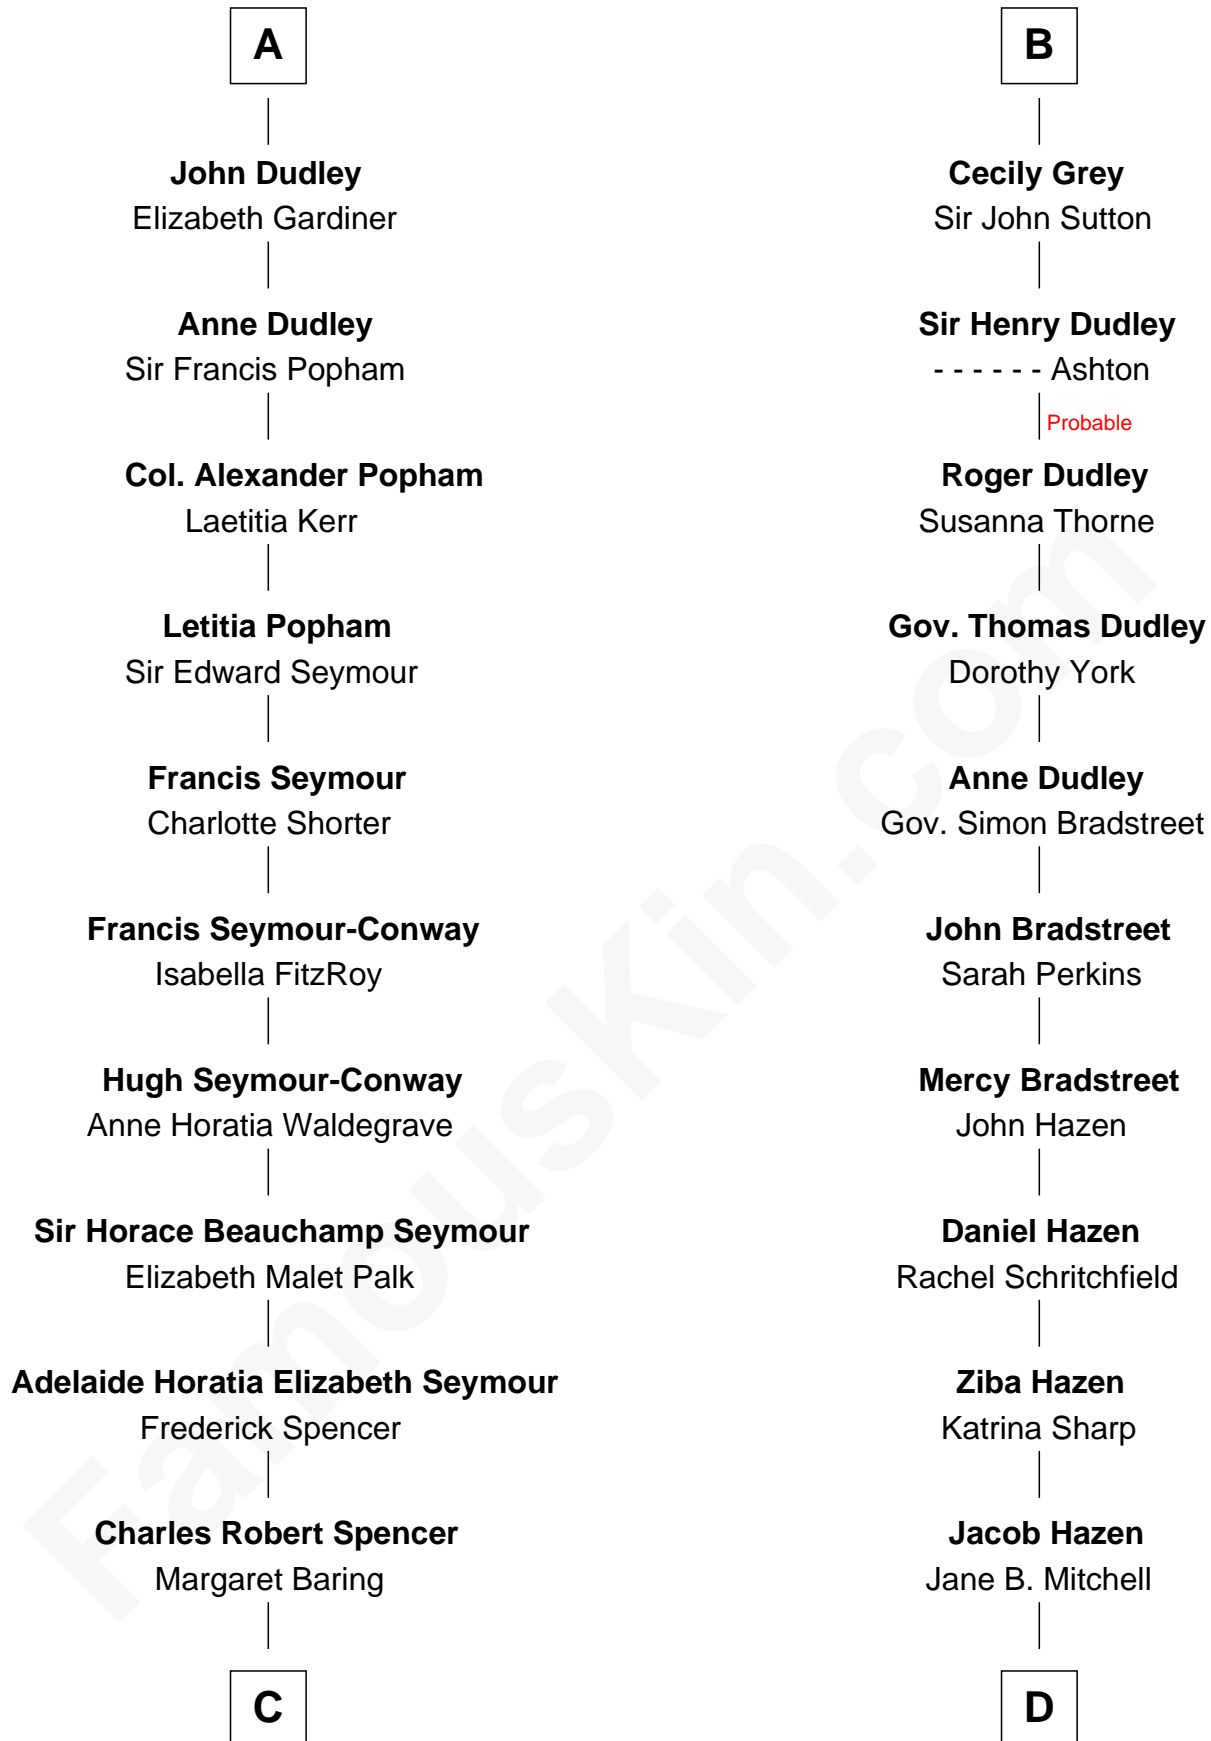 A
John Dudley
Elizabeth Gardiner
Anne Dudley
Sir Francis Popham
Col. Alexander Popham
Laetitia Kerr
Letitia Popham
Sir Edward Seymour
Francis Seymour
Charlotte Shorter
Francis Seymour-Conway
Isabella FitzRoy
Hugh Seymour-Conway
Anne Horatia Waldegrave
Sir Horace Beauchamp Seymour
Elizabeth Malet Palk
Adelaide Horatia Elizabeth Seymour
Frederick Spencer
Charles Robert Spencer
Margaret Baring
C
B
Cecily Grey
Sir John Sutton
Sir Henry Dudley
- - - - - - Ashton
Probable
Roger Dudley
Susanna Thorne
Gov. Thomas Dudley
Dorothy York
Anne Dudley
Gov. Simon Bradstreet
John Bradstreet
Sarah Perkins
Mercy Bradstreet
John Hazen
Daniel Hazen
Rachel Schritchfield
Ziba Hazen
Katrina Sharp
Jacob Hazen
Jane B. Mitchell
D
FamousKin.com